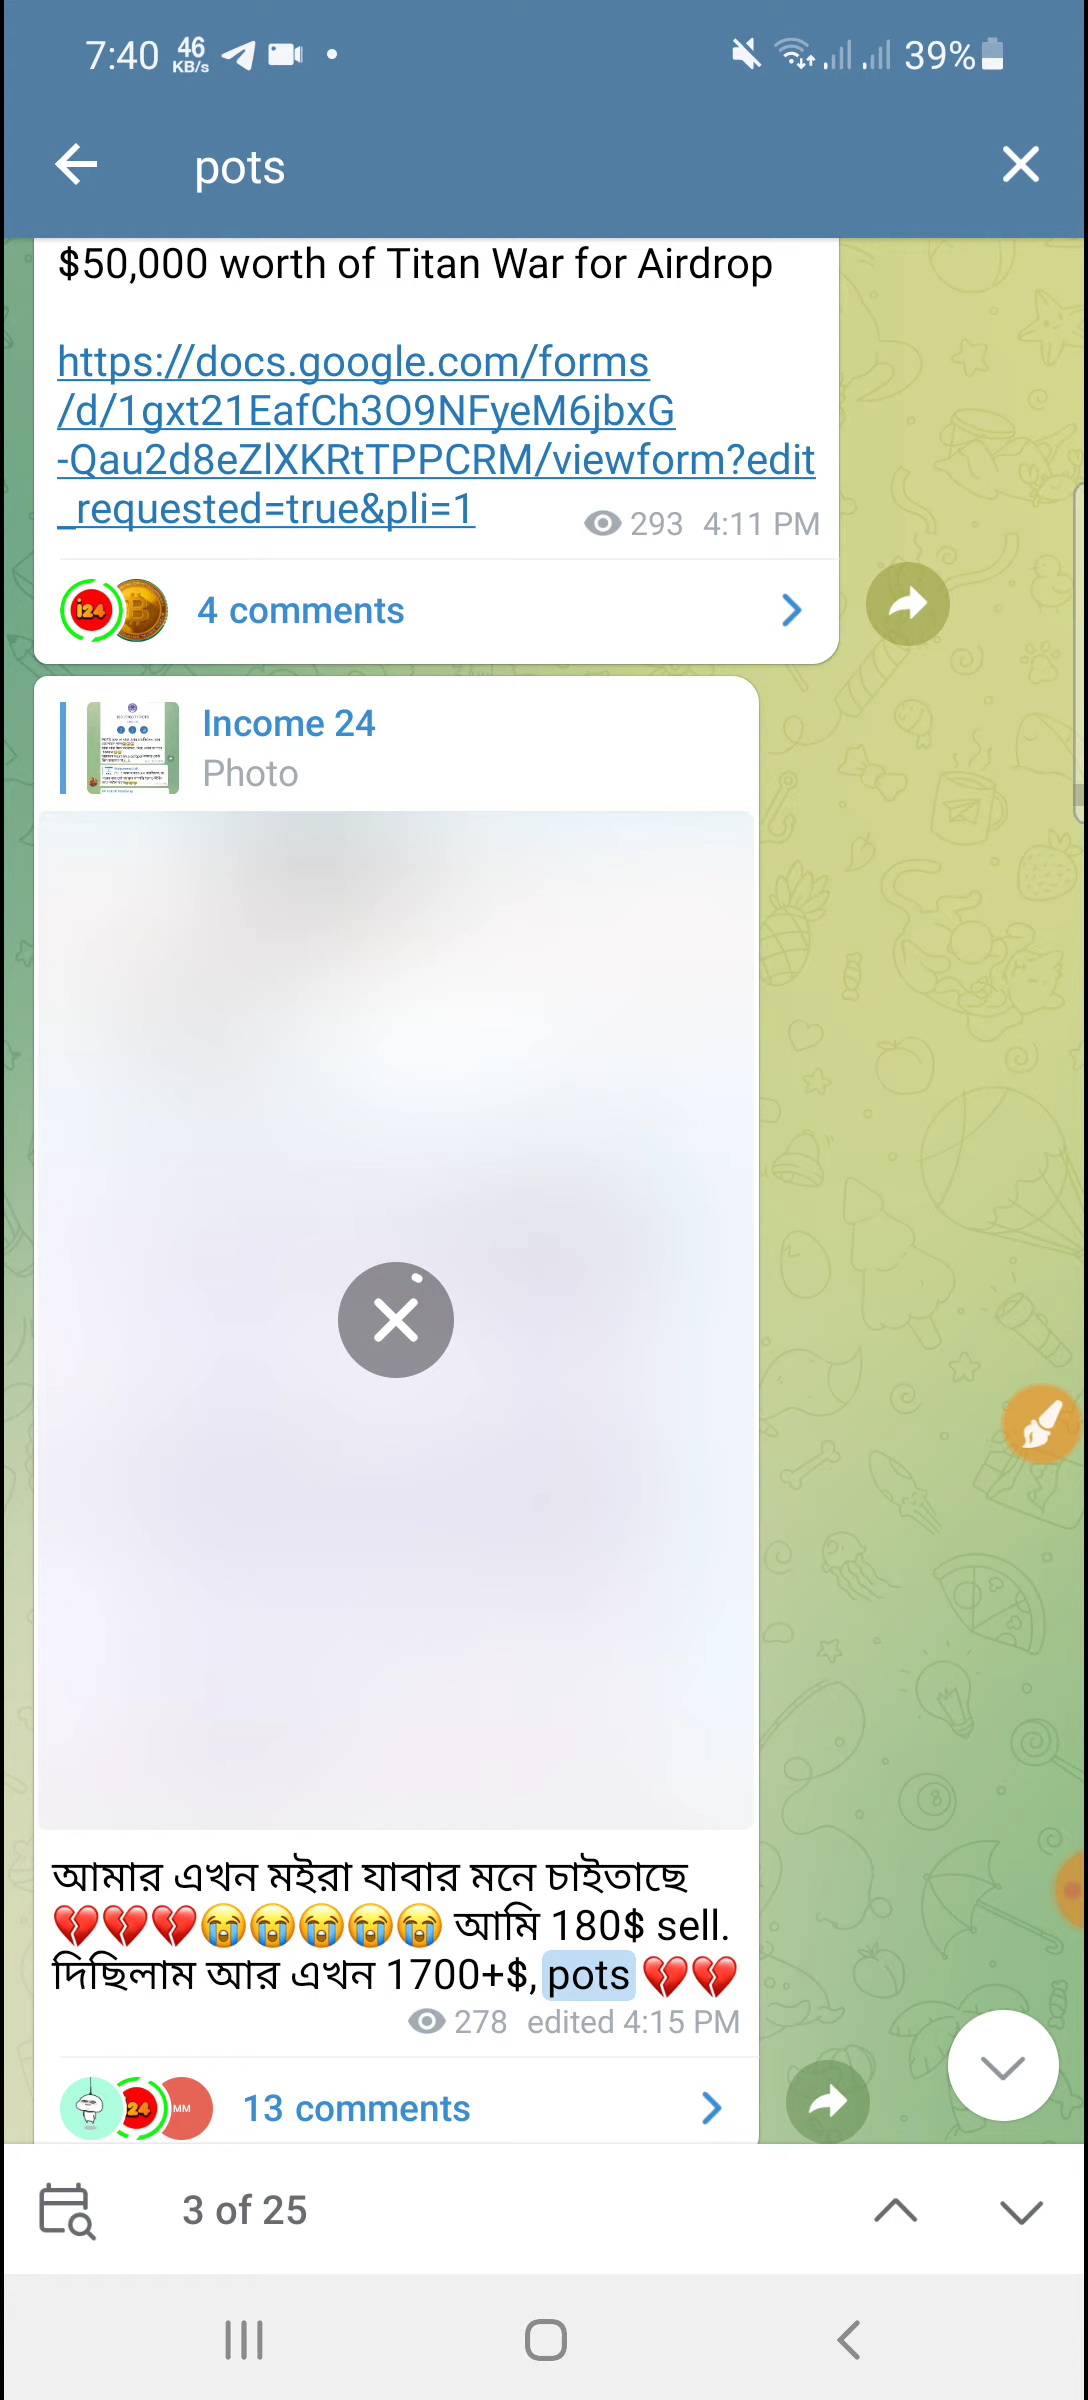 7:40 46 KB/s 39%
pots
$50,000 worth of Titan War for Airdrop
https://docs.google.com/forms
/d/1gxt21EafCh3O9NFyeM6jbxG
-Qau2d8eZlXKRtTPPCRM/viewform?edit
_requested=true&pli=1
293 4:11 PM
i24
4 comments
Income 24
Photo
আমার এখন মইরা যাবার মনে চাইতাছে
💔💔💔😭😭😭😭😭 আমি 180$ sell.
দিছিলাম আর এখন 1700+$, pots 💔💔
278 edited 4:15 PM
24 MM
13 comments
3 of 25